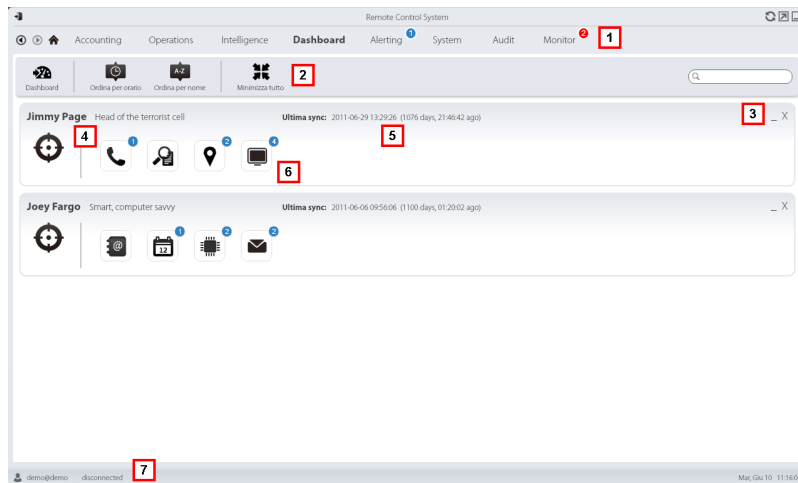 Remote Control System
Accounting Operations Intelligence Dashboard Alerting 1 System Audit Monitor 2 1
Dashboard Ordina per orario A-Z Ordina per nome Minimizza tutto 2
Jimmy Page Head of the terrorist cell Ultima sync: 2011-06-29 13:29:26 (1076 days, 21:46:42 ago) 3 _ X
4 5
1 2 4
6
Joey Fargo Smart, computer savvy Ultima sync: 2011-06-06 09:56:06 (1100 days, 01:20:02 ago) _ X
@ 12 1 2 2
demo@demo disconnected 7 Mar, Giu 10 11:16:0